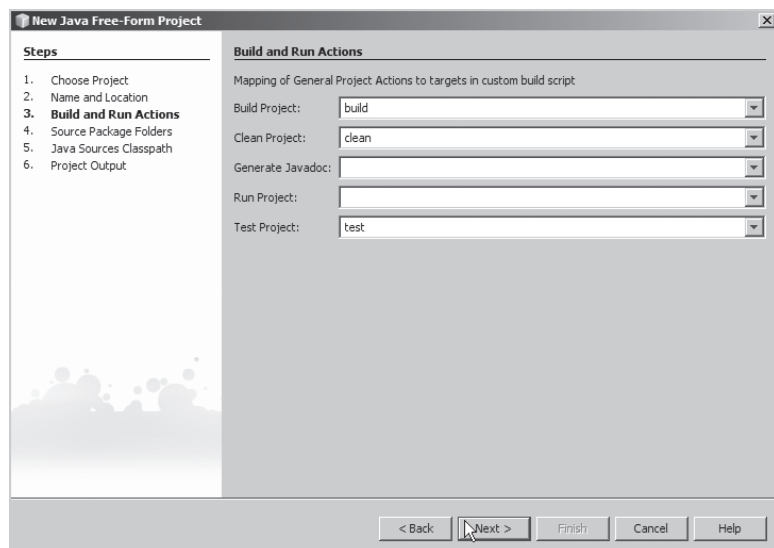 New Java Free-Form Project
Steps
1. Choose Project
2. Name and Location
3. Build and Run Actions
4. Source Package Folders
5. Java Sources Classpath
6. Project Output
Build and Run Actions
Mapping of General Project Actions to targets in custom build script
Build Project: build
Clean Project: clean
Generate Javadoc:
Run Project:
Test Project: test
< Back Next > Finish Cancel Help